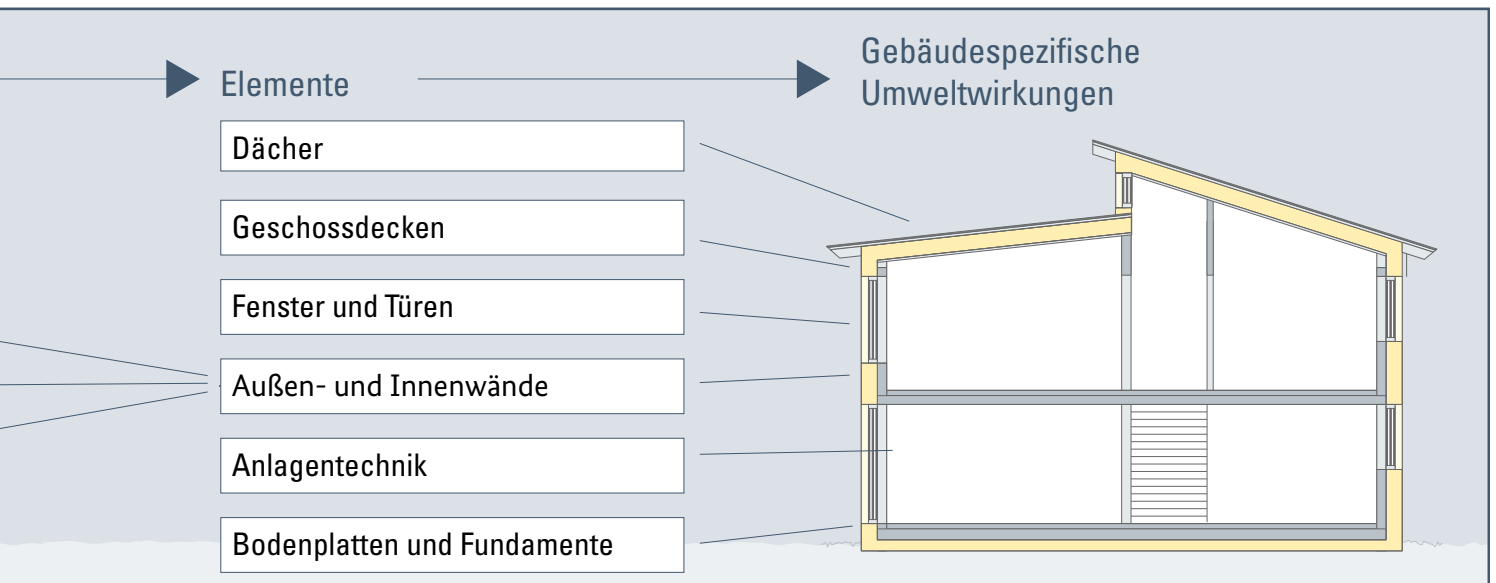 Elemente
Gebäudespezifische
Umweltwirkungen
Dächer
Geschossdecken
Fenster und Türen
Außen- und Innenwände
Anlagentechnik
Bodenplatten und Fundamente